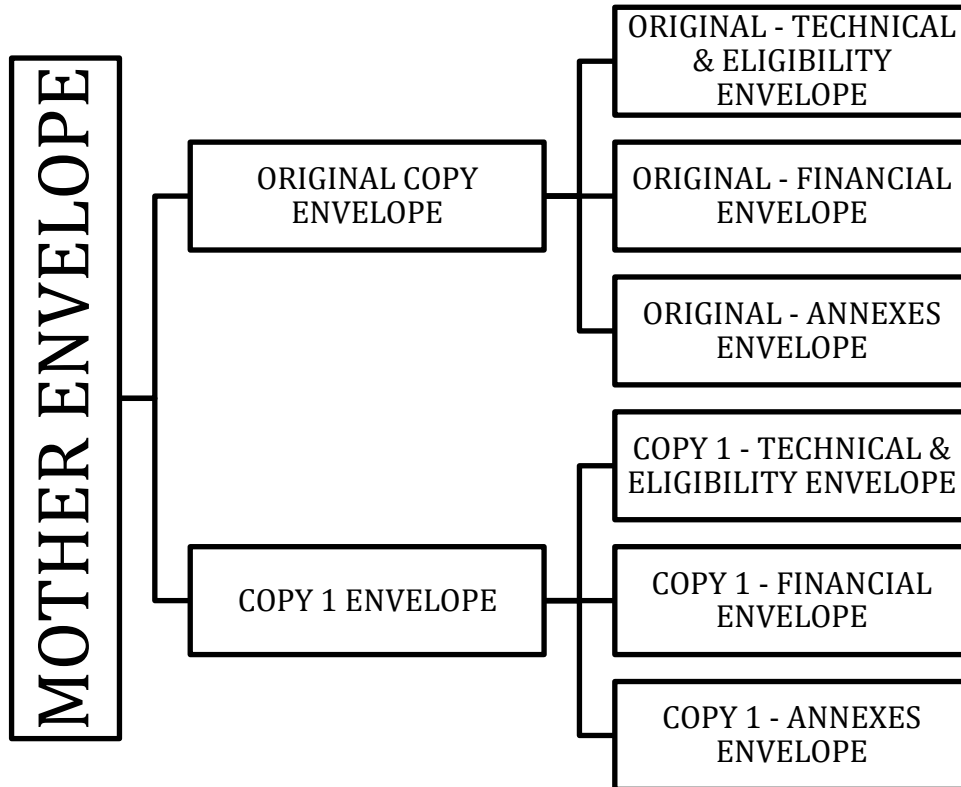 MOTHER ENVELOPE
ORIGINAL COPY
ENVELOPE
ORIGINAL - TECHNICAL
& ELIGIBILITY
ENVELOPE
ORIGINAL - FINANCIAL
ENVELOPE
ORIGINAL - ANNEXES
ENVELOPE
COPY 1 ENVELOPE
COPY 1 - TECHNICAL &
ELIGIBILITY ENVELOPE
COPY 1 - FINANCIAL
ENVELOPE
COPY 1 - ANNEXES
ENVELOPE